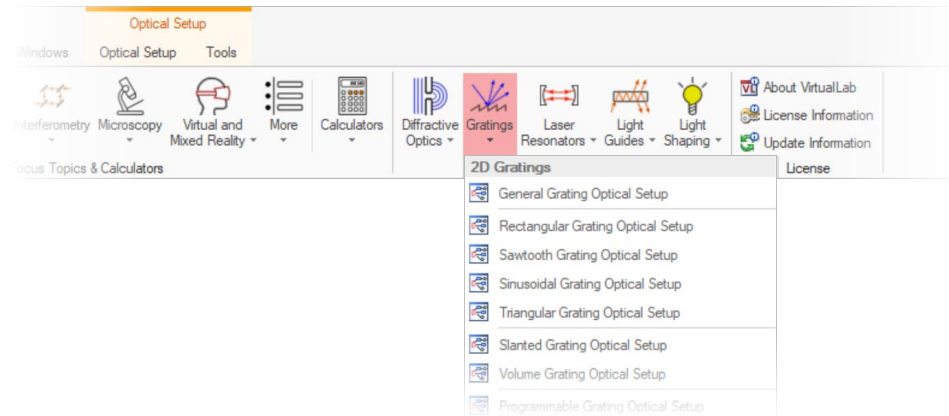 Optical Setup
Windows Optical Setup Tools
Interferometry Microscopy Virtual and Mixed Reality More Calculators Diffractive Optics Gratings Laser Resonators Light Guides Light Shaping About VirtualLab
License Information
Update Information
Focus Topics & Calculators License
2D Gratings
General Grating Optical Setup
Rectangular Grating Optical Setup
Sawtooth Grating Optical Setup
Sinusoidal Grating Optical Setup
Triangular Grating Optical Setup
Slanted Grating Optical Setup
Volume Grating Optical Setup
Programmable Grating Optical Setup